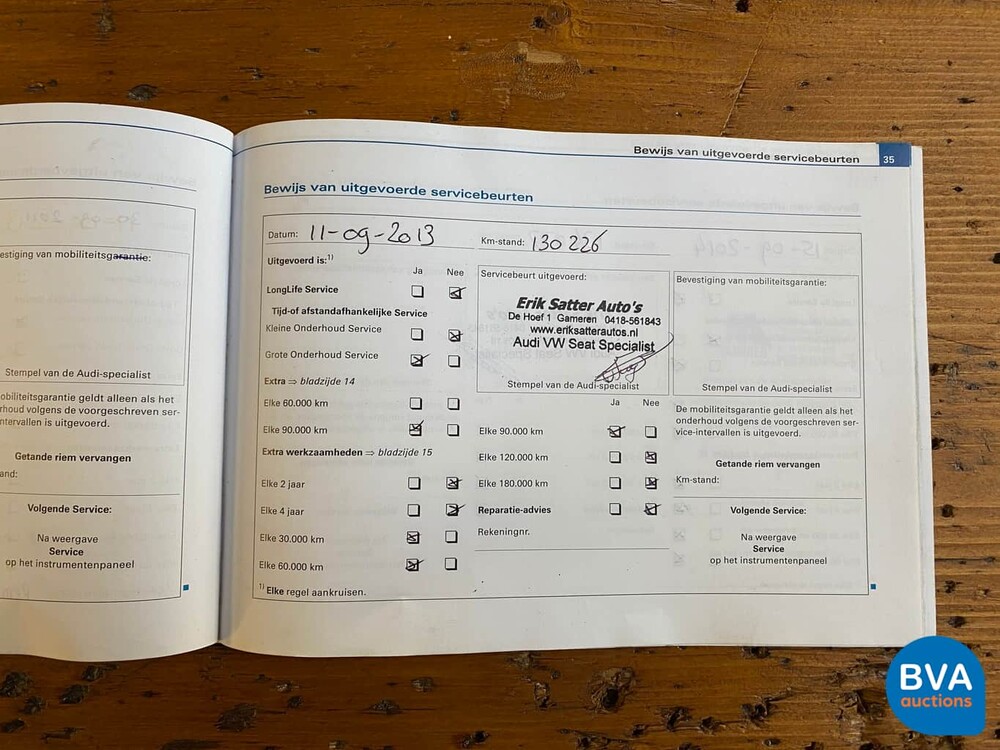 estiging van mobiliteitsgarantie:
Stempel van de Audi-specialist
obiliteitsgarantie geldt alleen als het
rhoud volgens de voorgeschreven ser-
ntervallen is uitgevoerd.
Getande riem vervangen
and:
Volgende Service:
Na weergave
Service
op het instrumentenpaneel
Bewijs van uitgevoerde servicebeurten 35
Bewijs van uitgevoerde servicebeurten
Datum: 11-09-2013 Km-stand: 130 226
Uitgevoerd is:1)
Ja Nee
LongLife Service
Tijd-of afstandafhankelijke Service
Kleine Onderhoud Service
Grote Onderhoud Service
Extra ⇒ bladzijde 14
Elke 60.000 km
Elke 90.000 km
Extra werkzaamheden ⇒ bladzijde 15
Elke 2 jaar
Elke 4 jaar
Elke 30.000 km
Elke 60.000 km
1) Elke regel aankruisen.
Servicebeurt uitgevoerd:
Erik Satter Auto's
De Hoef 1 Gameren 0418-561843
www.eriksatterautos.nl
Audi VW Seat Specialist
Stempel van de Audi-specialist
Ja Nee
Elke 90.000 km
Elke 120.000 km
Elke 180.000 km
Reparatie-advies
Rekeningnr.
Bevestiging van mobiliteitsgarantie:
Stempel van de Audi-specialist
De mobiliteitsgarantie geldt alleen als het
onderhoud volgens de voorgeschreven ser-
vice-intervallen is uitgevoerd.
Getande riem vervangen
Km-stand:
Volgende Service:
Na weergave
Service
op het instrumentenpaneel
BVA
auctions